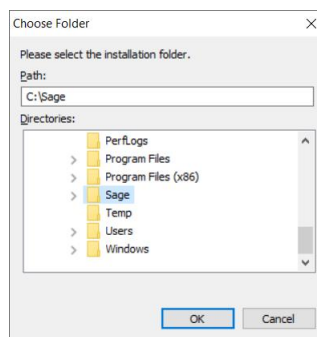 Choose Folder
Please select the installation folder.
Path:
C:\Sage
Directories:
PerfLogs
Program Files
Program Files (x86)
Sage
Temp
Users
Windows
OK Cancel